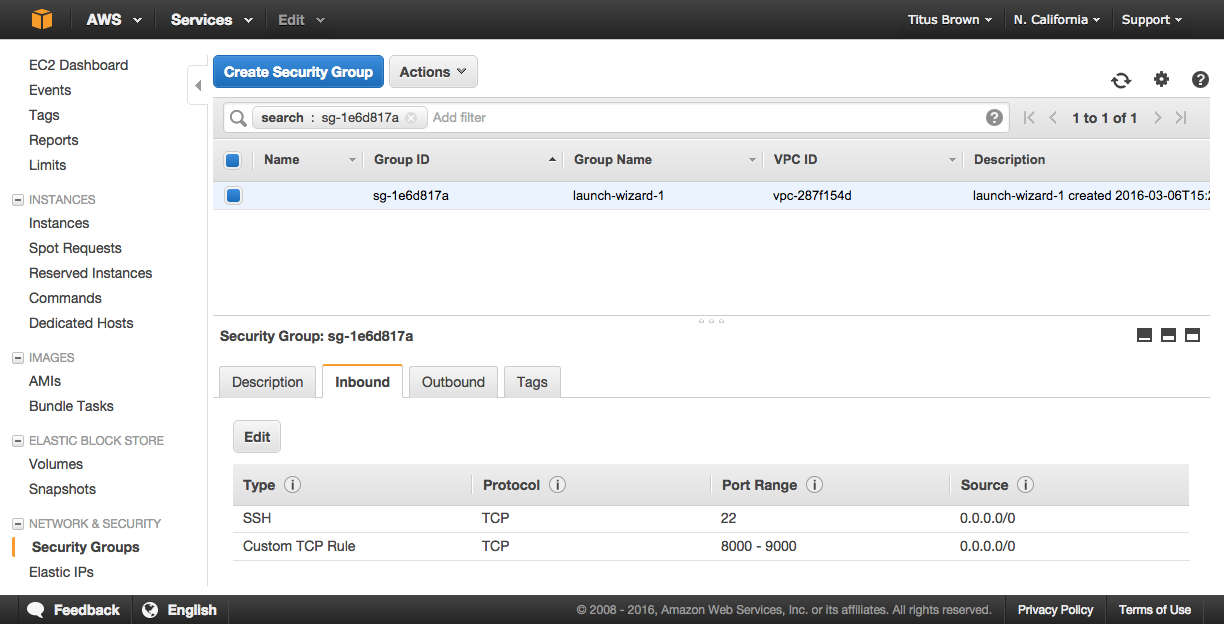 AWS Services Edit Titus Brown N. California Support
EC2 Dashboard
Events
Tags
Reports
Limits
INSTANCES
Instances
Spot Requests
Reserved Instances
Commands
Dedicated Hosts
IMAGES
AMIs
Bundle Tasks
ELASTIC BLOCK STORE
Volumes
Snapshots
NETWORK & SECURITY
Security Groups
Elastic IPs
Create Security Group Actions
search : sg-1e6d817a Add filter 1 to 1 of 1
Name Group ID Group Name VPC ID Description
sg-1e6d817a launch-wizard-1 vpc-287f154d launch-wizard-1 created 2016-03-06T15:2
Security Group: sg-1e6d817a
Description Inbound Outbound Tags
Edit
Type Protocol Port Range Source
SSH TCP 22 0.0.0.0/0
Custom TCP Rule TCP 8000 - 9000 0.0.0.0/0
Feedback English © 2008 - 2016, Amazon Web Services, Inc. or its affiliates. All rights reserved. Privacy Policy Terms of Use